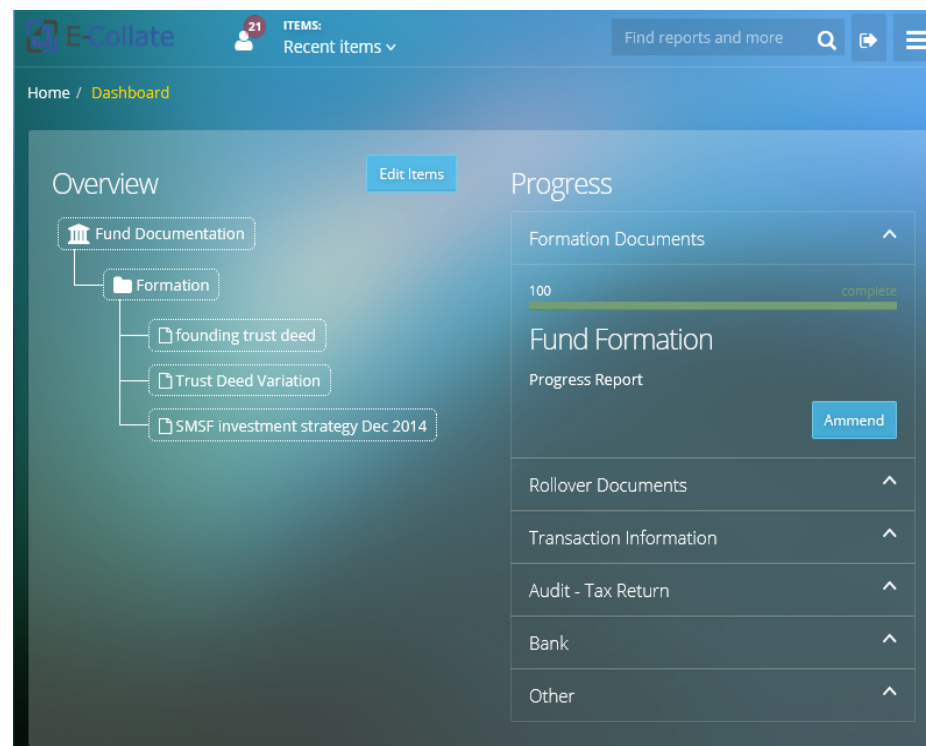 E-Collate
21
ITEMS:
Recent items
Find reports and more
Home / Dashboard
Overview
Edit Items
Fund Documentation
Formation
founding trust deed
Trust Deed Variation
SMSF investment strategy Dec 2014
Progress
Formation Documents
100 complete
Fund Formation
Progress Report
Ammend
Rollover Documents
Transaction Information
Audit - Tax Return
Bank
Other